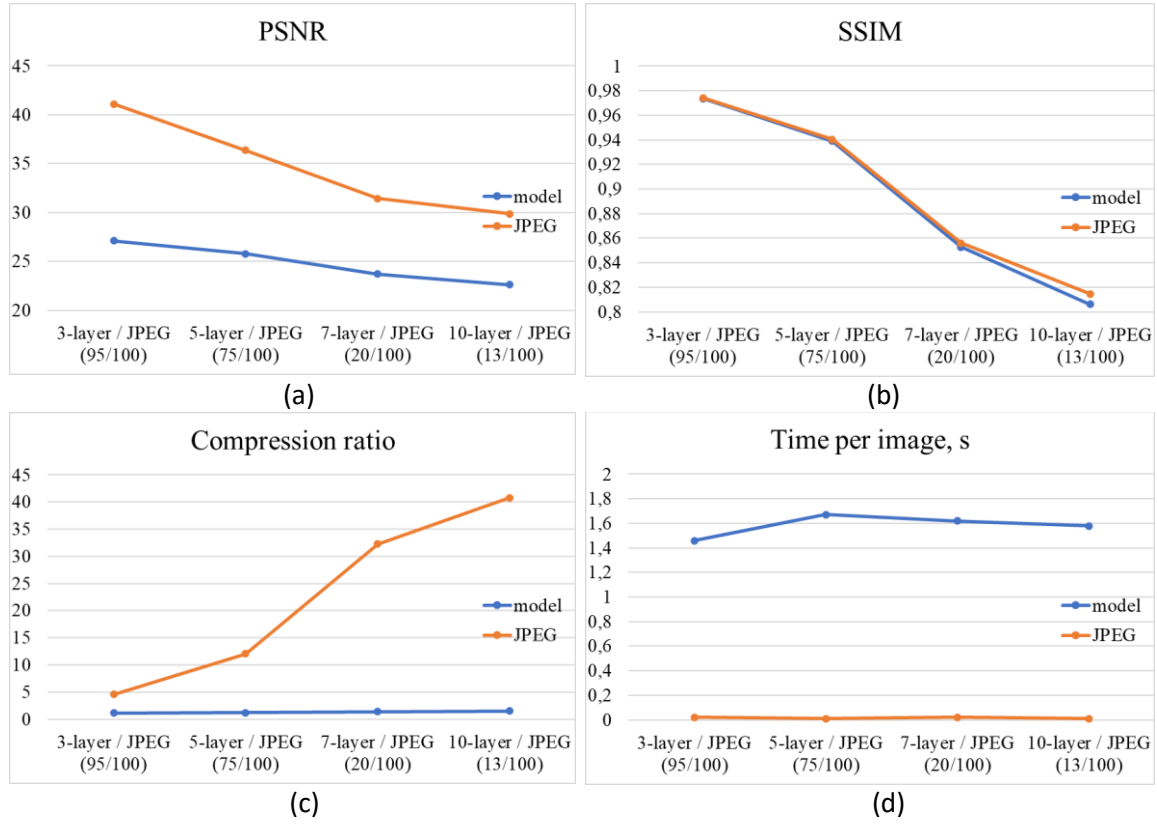 PSNR
45
40
35
30
25
20
model
JPEG
3-layer / JPEG 5-layer / JPEG 7-layer / JPEG 10-layer / JPEG
(95/100) (75/100) (20/100) (13/100)
(a)
SSIM
1
0,98
0,96
0,94
0,92
0,9
0,88
0,86
0,84
0,82
0,8
model
JPEG
3-layer / JPEG 5-layer / JPEG 7-layer / JPEG 10-layer / JPEG
(95/100) (75/100) (20/100) (13/100)
(b)
Compression ratio
45
40
35
30
25
20
15
10
5
0
model
JPEG
3-layer / JPEG 5-layer / JPEG 7-layer / JPEG 10-layer / JPEG
(95/100) (75/100) (20/100) (13/100)
(c)
Time per image, s
2
1,8
1,6
1,4
1,2
1
0,8
0,6
0,4
0,2
0
model
JPEG
3-layer / JPEG 5-layer / JPEG 7-layer / JPEG 10-layer / JPEG
(95/100) (75/100) (20/100) (13/100)
(d)